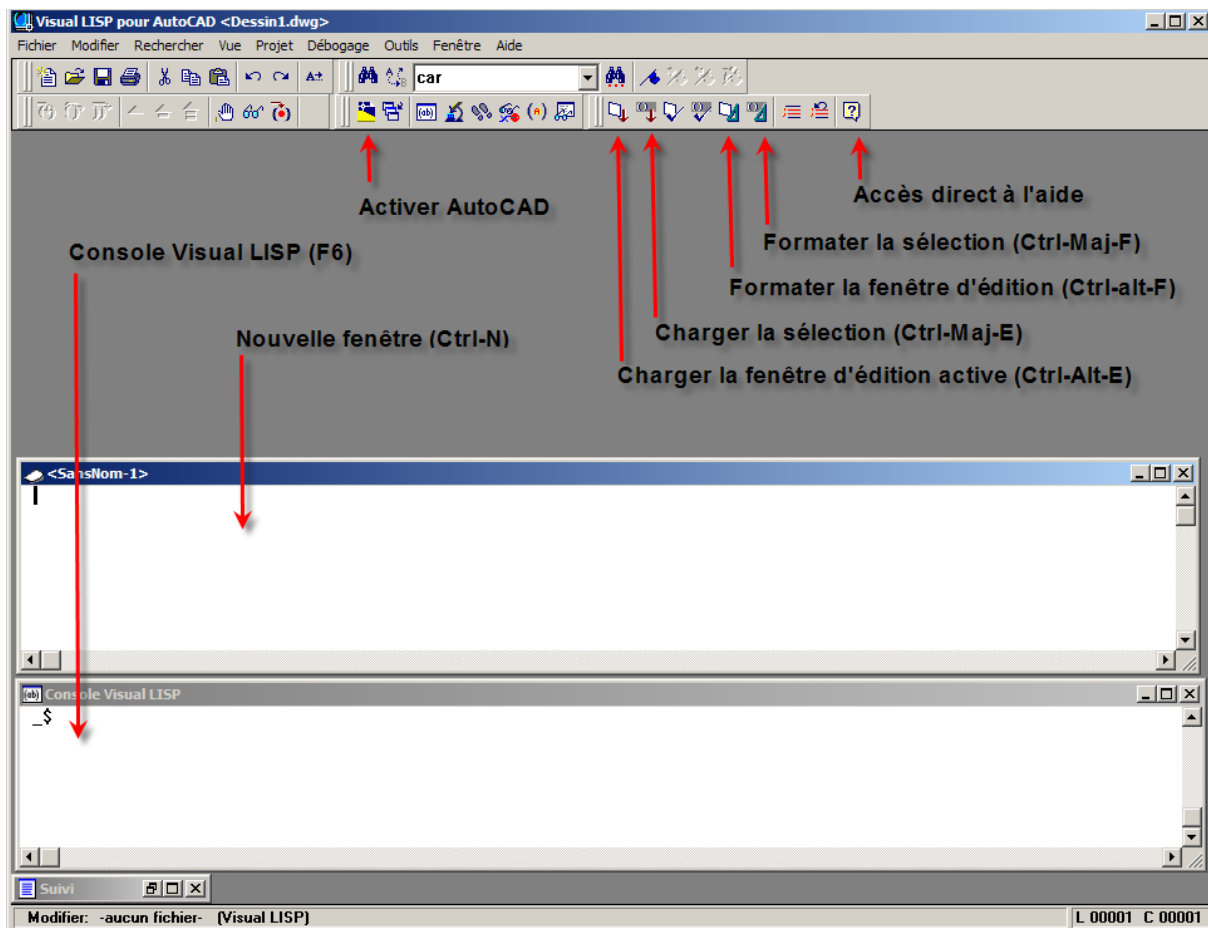 Visual LISP pour AutoCAD <Dessin1.dwg>
Fichier Modifier Rechercher Vue Projet Débogage Outils Fenêtre Aide
car
Activer AutoCAD
Accès direct à l'aide
Console Visual LISP (F6)
Formater la sélection (Ctrl-Maj-F)
Formater la fenêtre d'édition (Ctrl-alt-F)
Nouvelle fenêtre (Ctrl-N)
Charger la sélection (Ctrl-Maj-E)
Charger la fenêtre d'édition active (Ctrl-Alt-E)
<SansNom-1>
Console Visual LISP
_$
Suivi
Modifier: -aucun fichier- (Visual LISP)
L 00001 C 00001